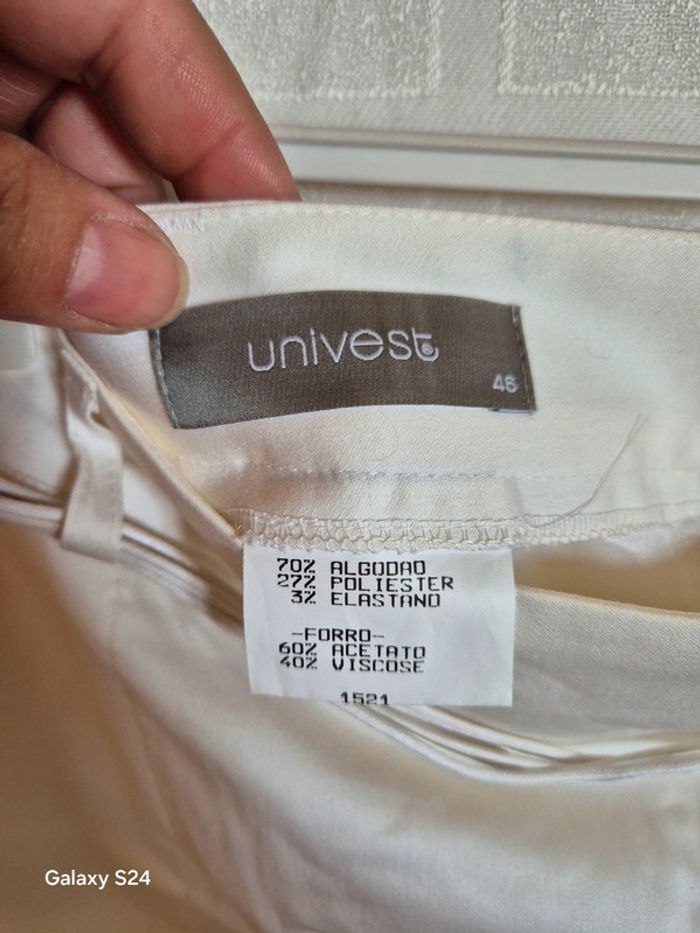 univest
46
70% ALGODAO
27% POLIESTER
3% ELASTANO
-FORRO-
60% ACETATO
40% VISCOSE
1521
Galaxy S24